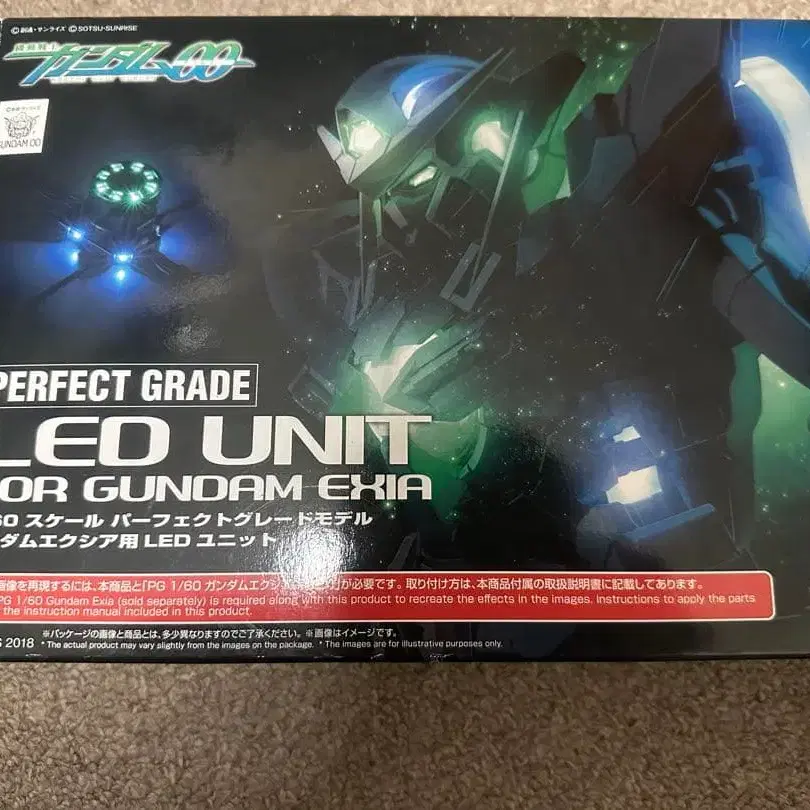 ©創通・サンライズ ©SOTSU・SUNRISE
機動戦士
ガンダム00
GUNDAM 00
PERFECT GRADE
LED UNIT
FOR GUNDAM EXIA
60 スケール パーフェクトグレードモデル
ダムエクシア用 LED ユニット
画像を再現するには、本商品と「PG 1/60 ガンダムエクシ が必要です。取り付け方は、本商品付属の取扱説明書に記載してあります。
PG 1/60 Gundam Exia (sold separately) is required along with this product to recreate the effects in the images. Instructions to apply the parts
the instruction manual included in this product.
S 2018
※パッケージの画像と商品とは、多少異なりますのでご了承ください。※画像はイメージです。
* The actual product may vary slightly from the images on the package. * The images are for illustrative purposes only.